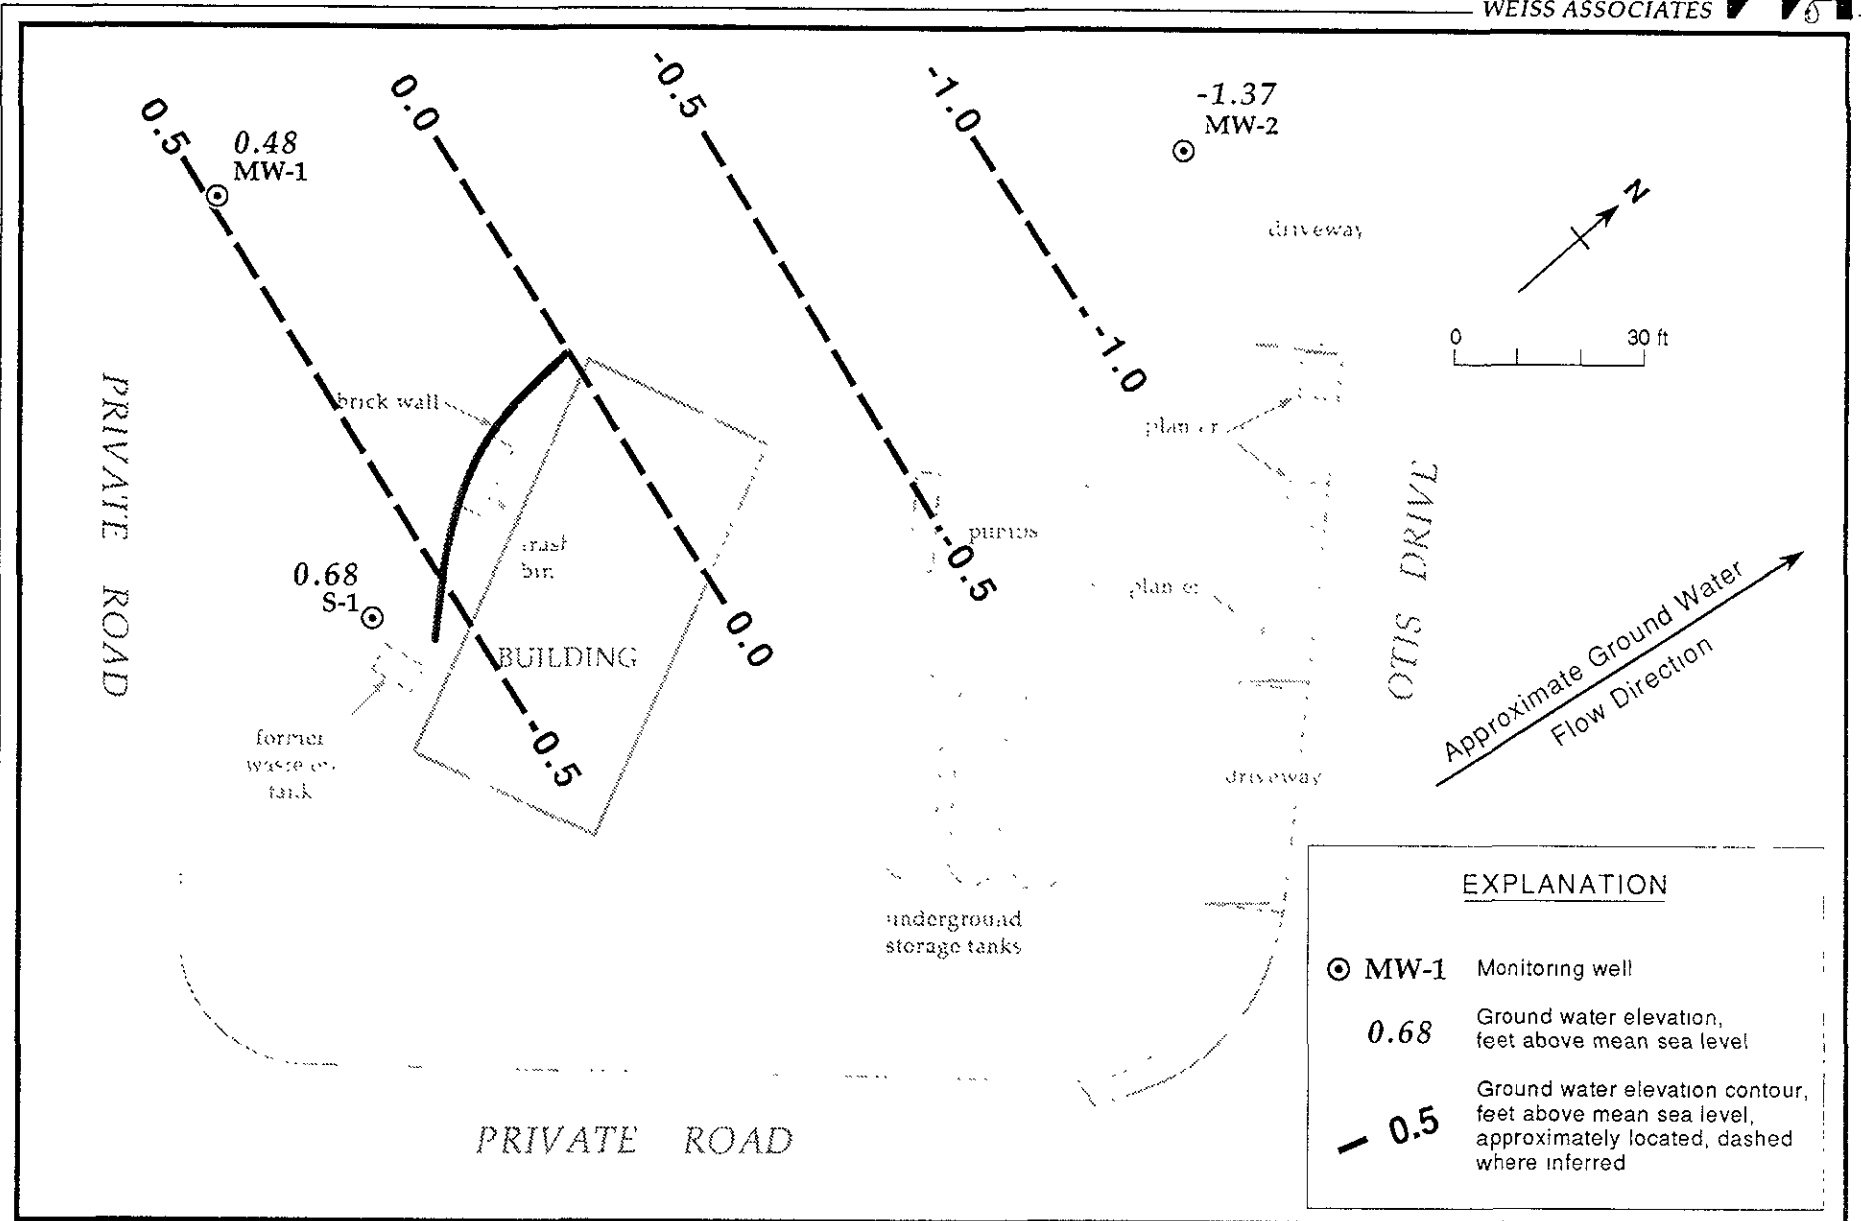 WEISS ASSOCIATES
0.5
0.0
-0.5
-1.0
-1.37
MW-2
0.48
MW-1
driveway
N
0 30 ft
-1.0
brick wall
PRIVATE ROAD
OTIS DRIVE
pumps
-0.5
trash
bin
0.68
S-1
0.0
BUILDING
-0.5
former
tank
Approximate Ground Water
Flow Direction
driveway
underground
storage tanks
PRIVATE ROAD
EXPLANATION
MW-1 Monitoring well
0.68 Ground water elevation,
feet above mean sea level
0.5 Ground water elevation contour,
feet above mean sea level,
approximately located, dashed
where inferred